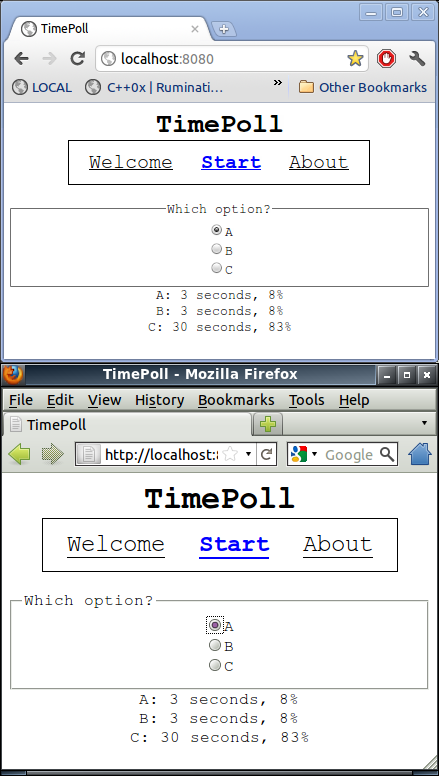 TimePoll
localhost:8080
LOCAL C++0x | Ruminati... » Other Bookmarks
TimePoll
Welcome Start About
Which option?
A
B
C
A: 3 seconds, 8%
B: 3 seconds, 8%
C: 30 seconds, 83%
TimePoll - Mozilla Firefox
File Edit View History Bookmarks Tools Help
TimePoll
http://localhost:8 Google
TimePoll
Welcome Start About
Which option?
A
B
C
A: 3 seconds, 8%
B: 3 seconds, 8%
C: 30 seconds, 83%